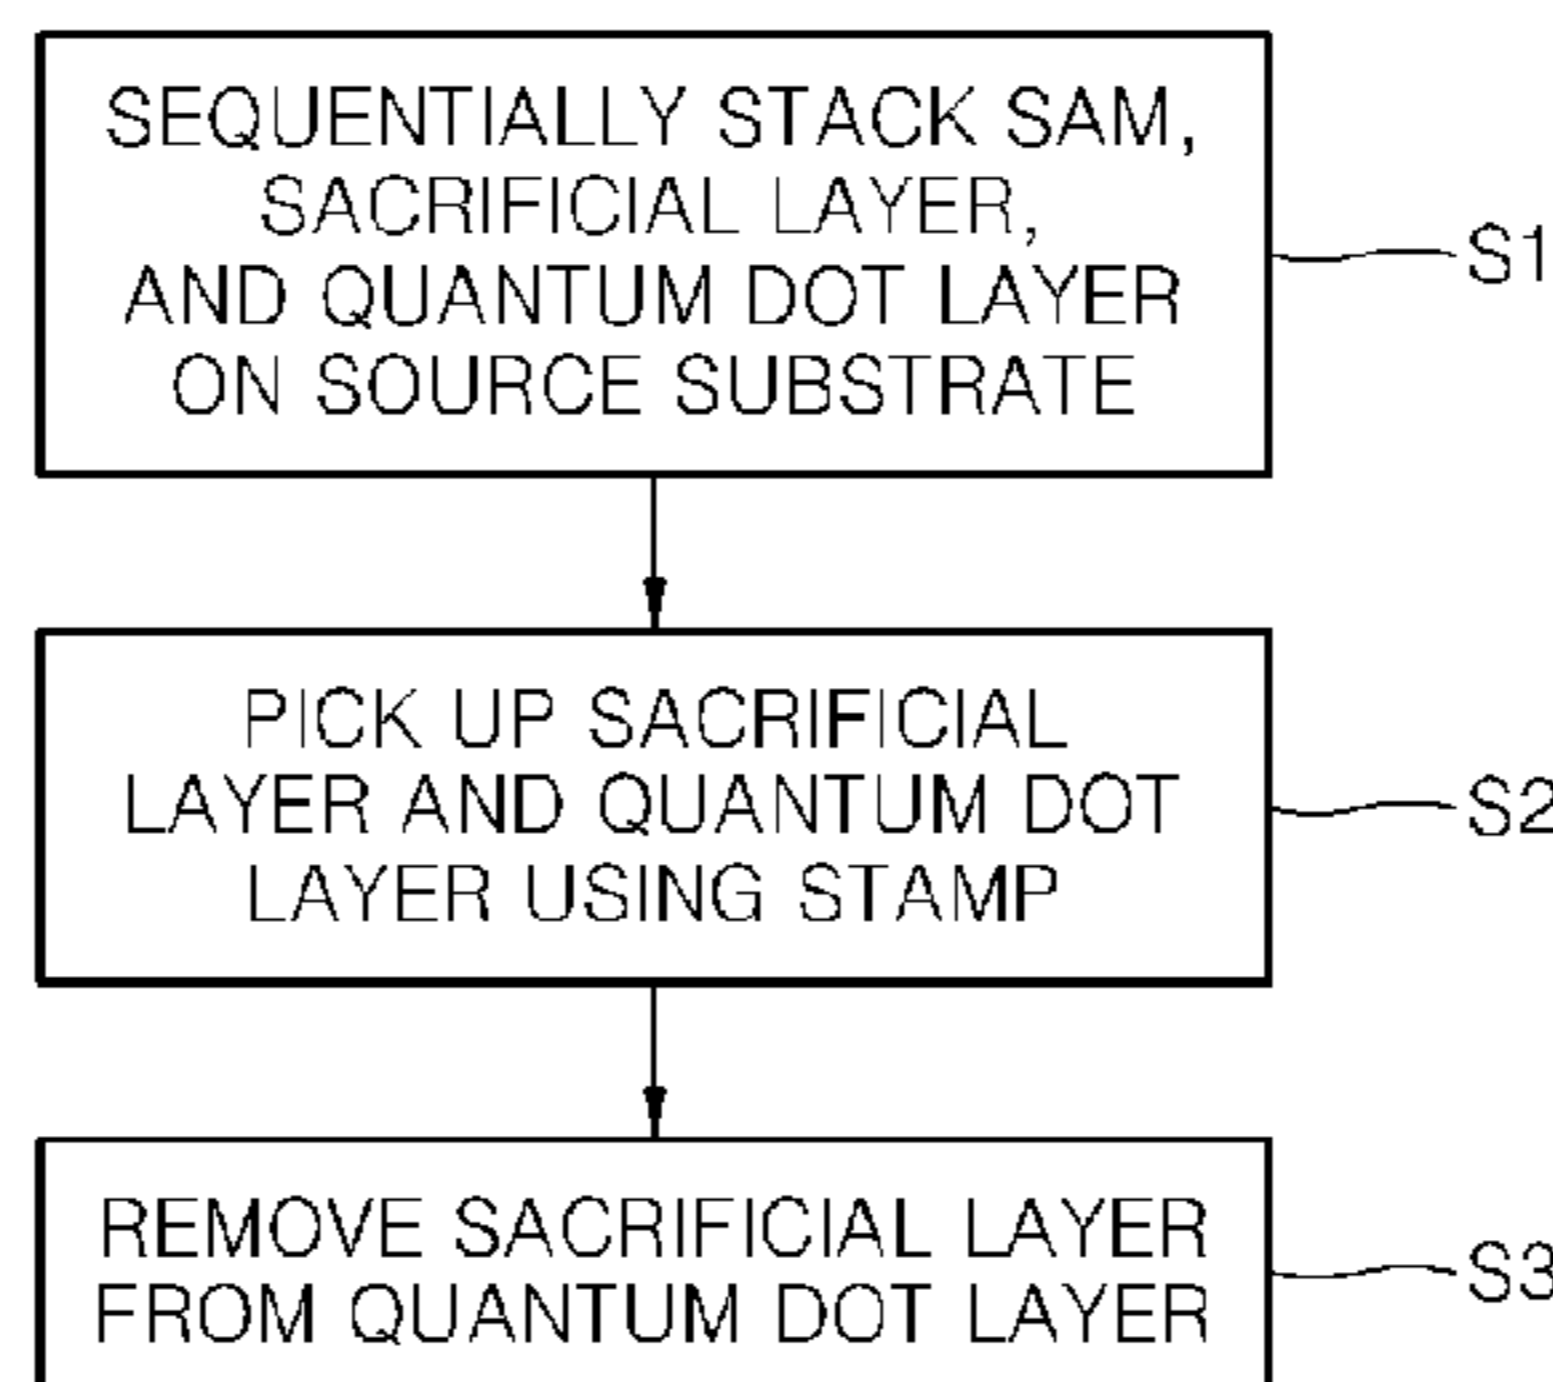 SEQUENTIALLY STACK SAM,
SACRIFICIAL LAYER,
AND QUANTUM DOT LAYER
ON SOURCE SUBSTRATE
S1
PICK UP SACRIFICIAL
LAYER AND QUANTUM DOT
LAYER USING STAMP
S2
REMOVE SACRIFICIAL LAYER
FROM QUANTUM DOT LAYER
S3